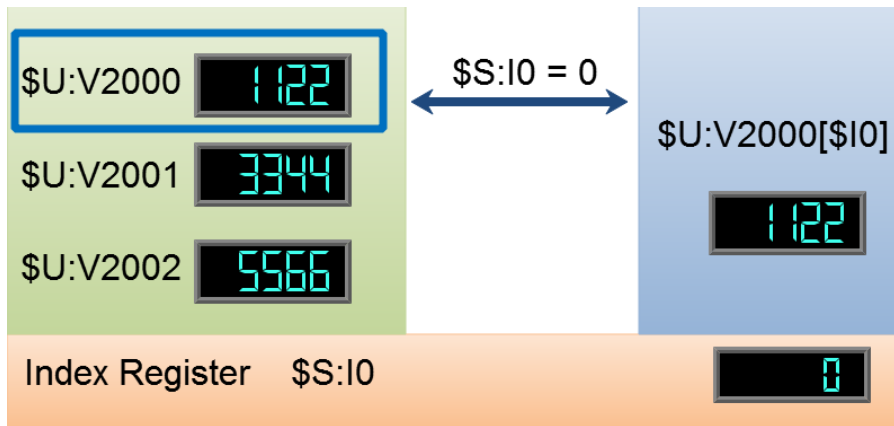 $U:V2000 1122
$S:I0 = 0
$U:V2000[$I0]
$U:V2001 3344
1122
$U:V2002 5566
Index Register $S:I0 0